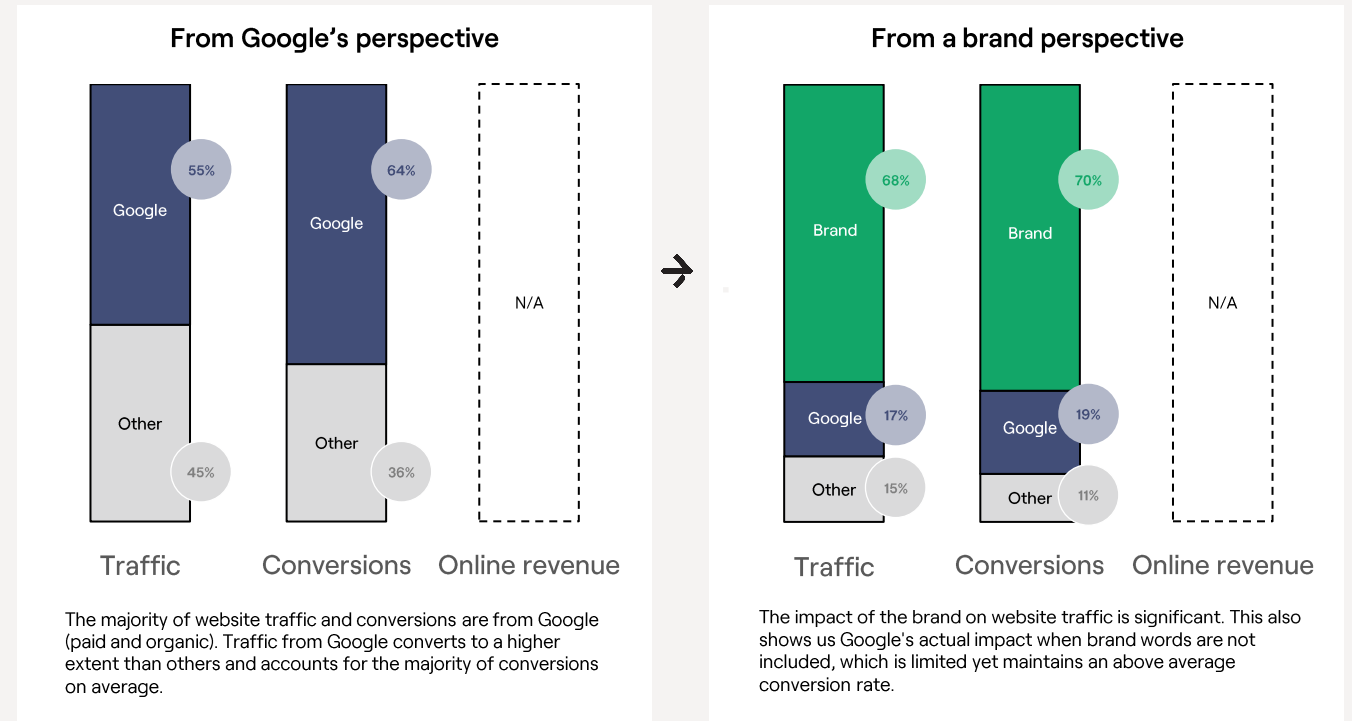 From Google's perspective
55%
Google
Other
45%
Traffic
64%
Google
Other
36%
Conversions
N/A
Online revenue
The majority of website traffic and conversions are from Google
(paid and organic). Traffic from Google converts to a higher
extent than others and accounts for the majority of conversions
on average.
From a brand perspective
68%
Brand
Google
17%
Other
15%
Traffic
70%
Brand
Google
19%
Other
11%
Conversions
N/A
Online revenue
The impact of the brand on website traffic is significant. This also
shows us Google's actual impact when brand words are not
included, which is limited yet maintains an above average
conversion rate.